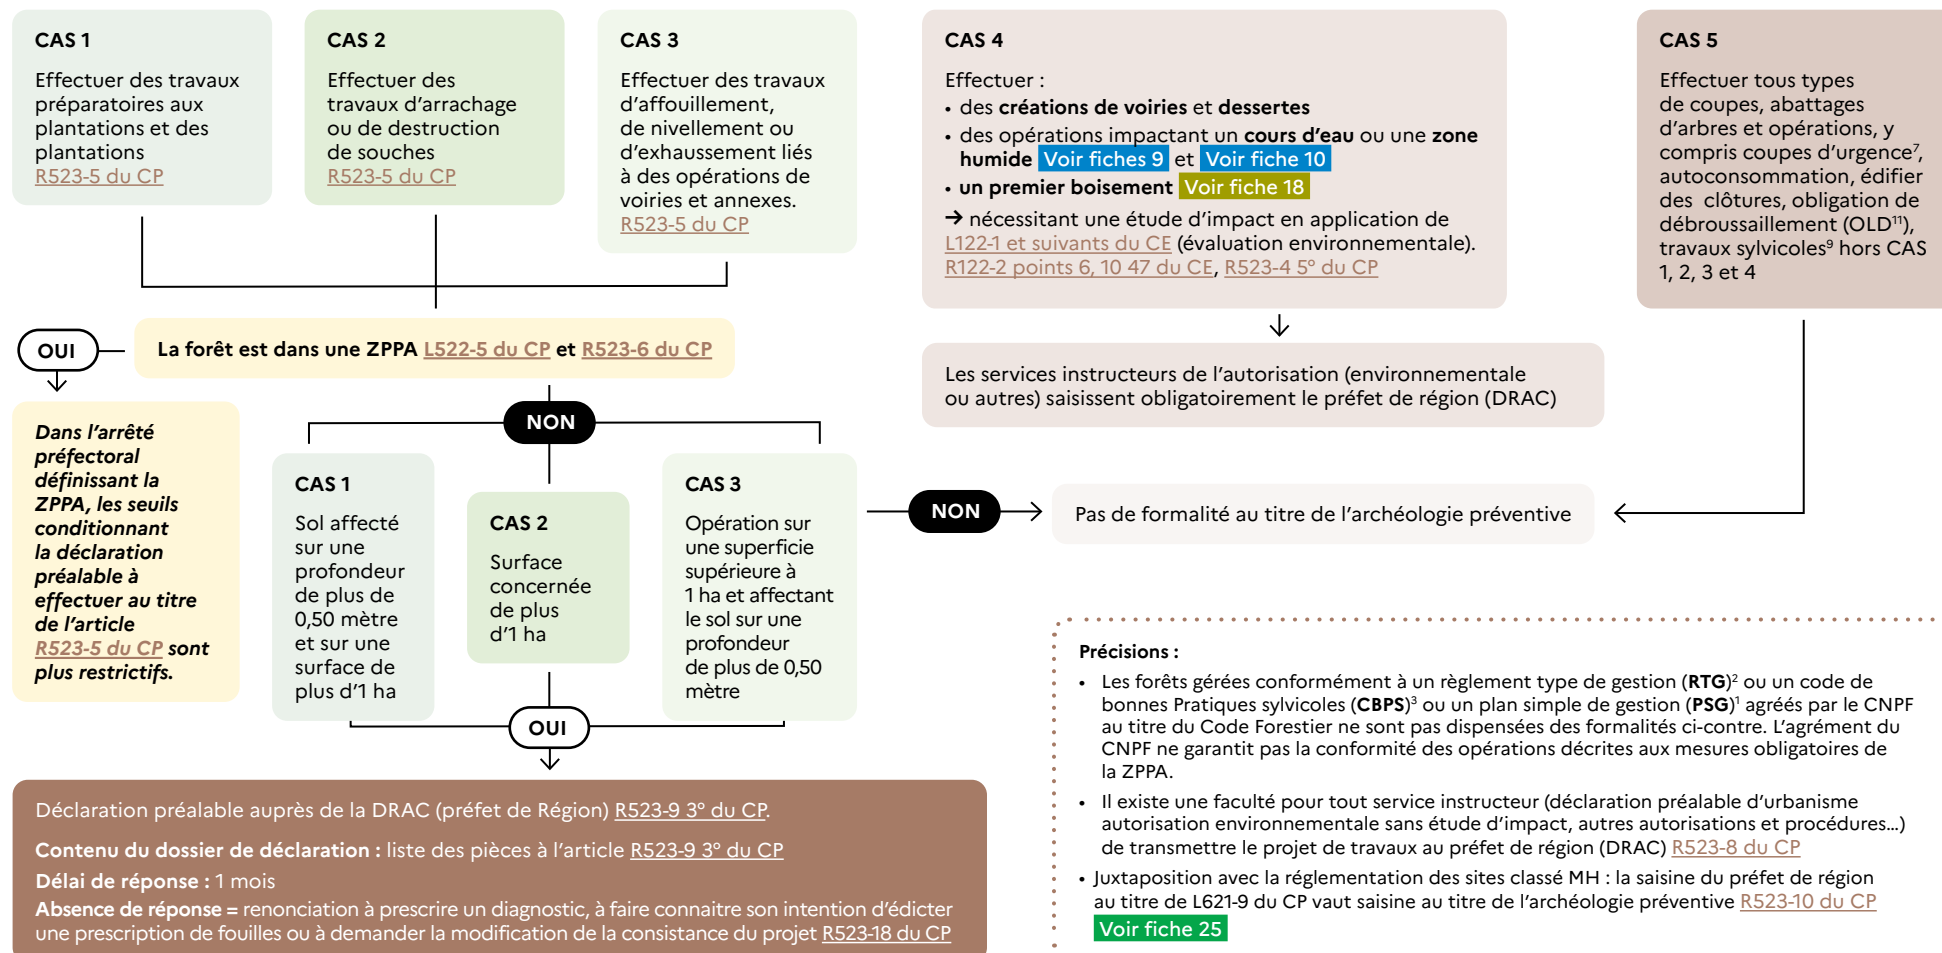 CAS 1
Effectuer des travaux
préparatoires aux
plantations et des
plantations
R523-5 du CP
CAS 2
Effectuer des
travaux d'arrachage
ou de destruction
de souches
R523-5 du CP
CAS 3
Effectuer des travaux
d'affouillement,
de nivellement ou
d'exhaussement liés
à des opérations de
voiries et annexes.
R523-5 du CP
CAS 4
Effectuer :
• des créations de voiries et dessertes
• des opérations impactant un cours d'eau ou une zone
humide Voir fiches 9 et Voir fiche 10
• un premier boisement Voir fiche 18
→ nécessitant une étude d'impact en application de
L122-1 et suivants du CE (évaluation environnementale).
R122-2 points 6, 10 47 du CE, R523-4 5° du CP
CAS 5
Effectuer tous types
de coupes, abattages
d'arbres et opérations, y
compris coupes d'urgence⁷,
autoconsommation, édifier
des clôtures, obligation de
débroussaillement (OLD¹¹),
travaux sylvicoles⁹ hors CAS
1, 2, 3 et 4
OUI
La forêt est dans une ZPPA L522-5 du CP et R523-6 du CP
Les services instructeurs de l'autorisation (environnementale
ou autres) saisissent obligatoirement le préfet de région (DRAC)
Dans l'arrêté
préfectoral
définissant la
ZPPA, les seuils
conditionnant
la déclaration
préalable à
effectuer au titre
de l'article
R523-5 du CP sont
plus restrictifs.
NON
CAS 1
Sol affecté
sur une
profondeur
de plus de
0,50 mètre
et sur une
surface de
plus d'1 ha
CAS 2
Surface
concernée
de plus
d'1 ha
CAS 3
Opération sur
une superficie
supérieure à
1 ha et affectant
le sol sur une
profondeur
de plus de 0,50
mètre
NON
Pas de formalité au titre de l'archéologie préventive
OUI
Déclaration préalable auprès de la DRAC (préfet de Région) R523-9 3° du CP.
Contenu du dossier de déclaration : liste des pièces à l'article R523-9 3° du CP
Délai de réponse : 1 mois
Absence de réponse = renonciation à prescrire un diagnostic, à faire connaitre son intention d'édicter
une prescription de fouilles ou à demander la modification de la consistance du projet R523-18 du CP
Précisions :
• Les forêts gérées conformément à un règlement type de gestion (RTG)² ou un code de
bonnes Pratiques sylvicoles (CBPS)³ ou un plan simple de gestion (PSG)¹ agréés par le CNPF
au titre du Code Forestier ne sont pas dispensées des formalités ci-contre. L'agrément du
CNPF ne garantit pas la conformité des opérations décrites aux mesures obligatoires de
la ZPPA.
• Il existe une faculté pour tout service instructeur (déclaration préalable d'urbanisme
autorisation environnementale sans étude d'impact, autres autorisations et procédures…)
de transmettre le projet de travaux au préfet de région (DRAC) R523-8 du CP
• Juxtaposition avec la réglementation des sites classé MH : la saisine du préfet de région
au titre de L621-9 du CP vaut saisine au titre de l'archéologie préventive R523-10 du CP
Voir fiche 25